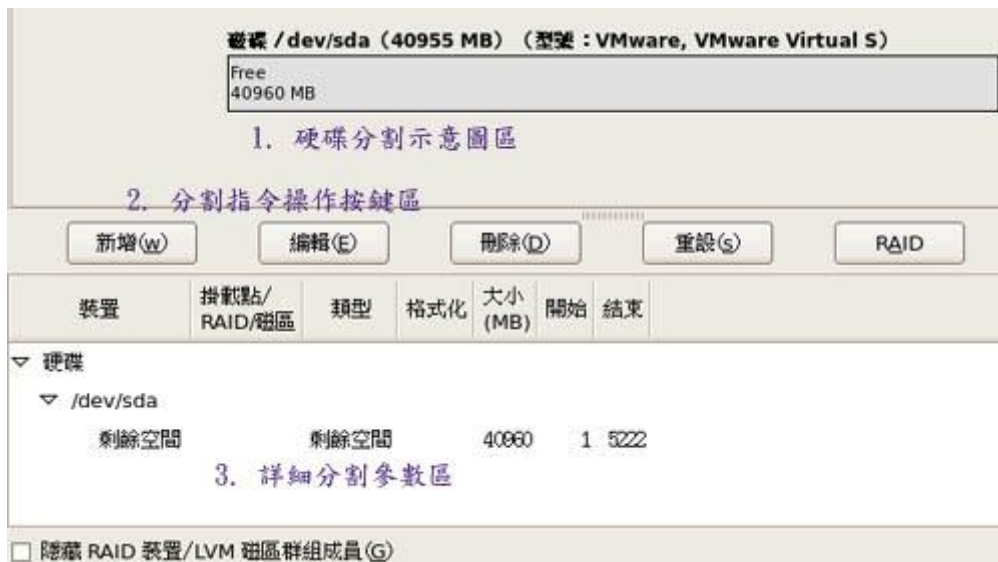 磁碟 /dev/sda（40955 MB）（型號：VMware, VMware Virtual S）
Free
40960 MB
1. 硬碟分割示意圖區
2. 分割指令操作按鍵區
新增(w) 編輯(E) 刪除(D) 重設(s) RAID
裝置 掛載點/ RAID/磁區 類型 格式化 大小 (MB) 開始 結束
硬碟
/dev/sda
剩餘空間 剩餘空間 40960 1 5222
3. 詳細分割參數區
隱藏 RAID 裝置/LVM 磁區群組成員(G)